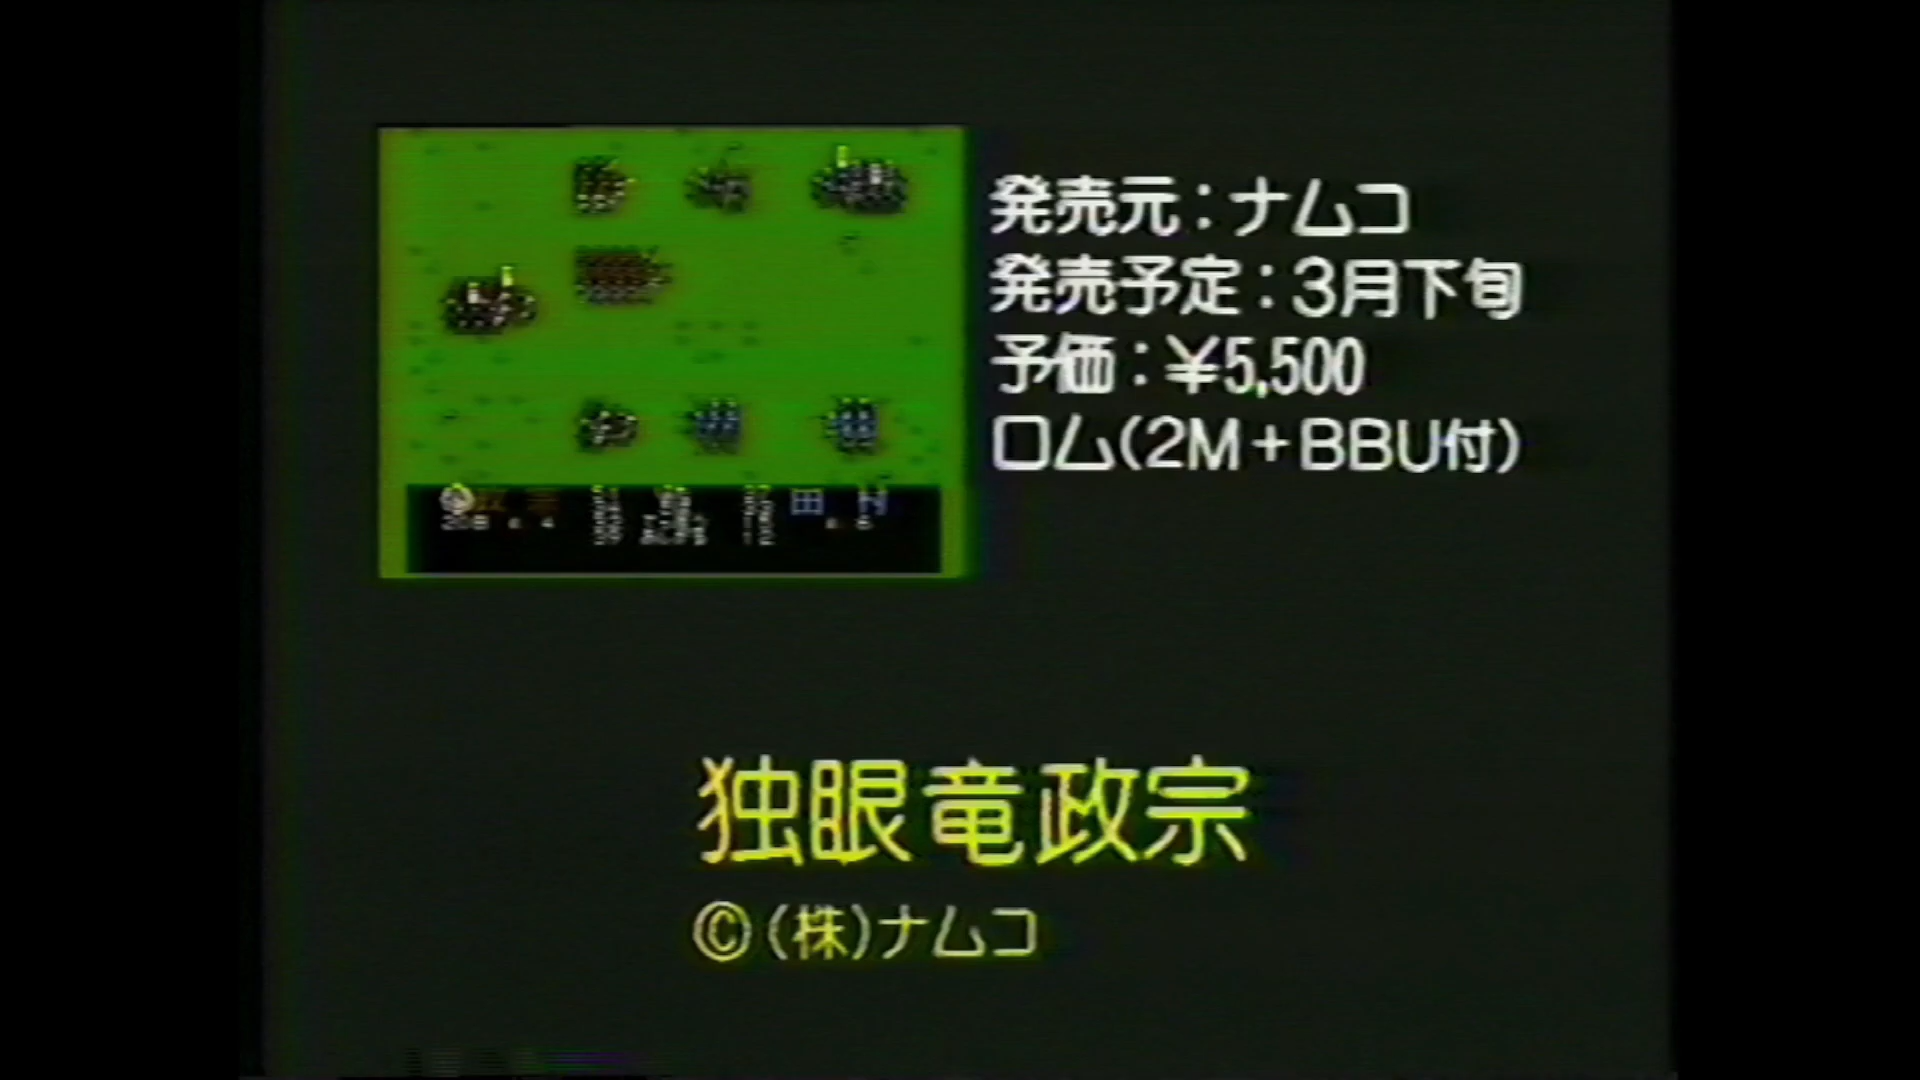 発売元：ナムコ
発売予定：3月下旬
予価：¥5,500
ロム(2M+BBU付)
独眼竜政宗
©(株)ナムコ